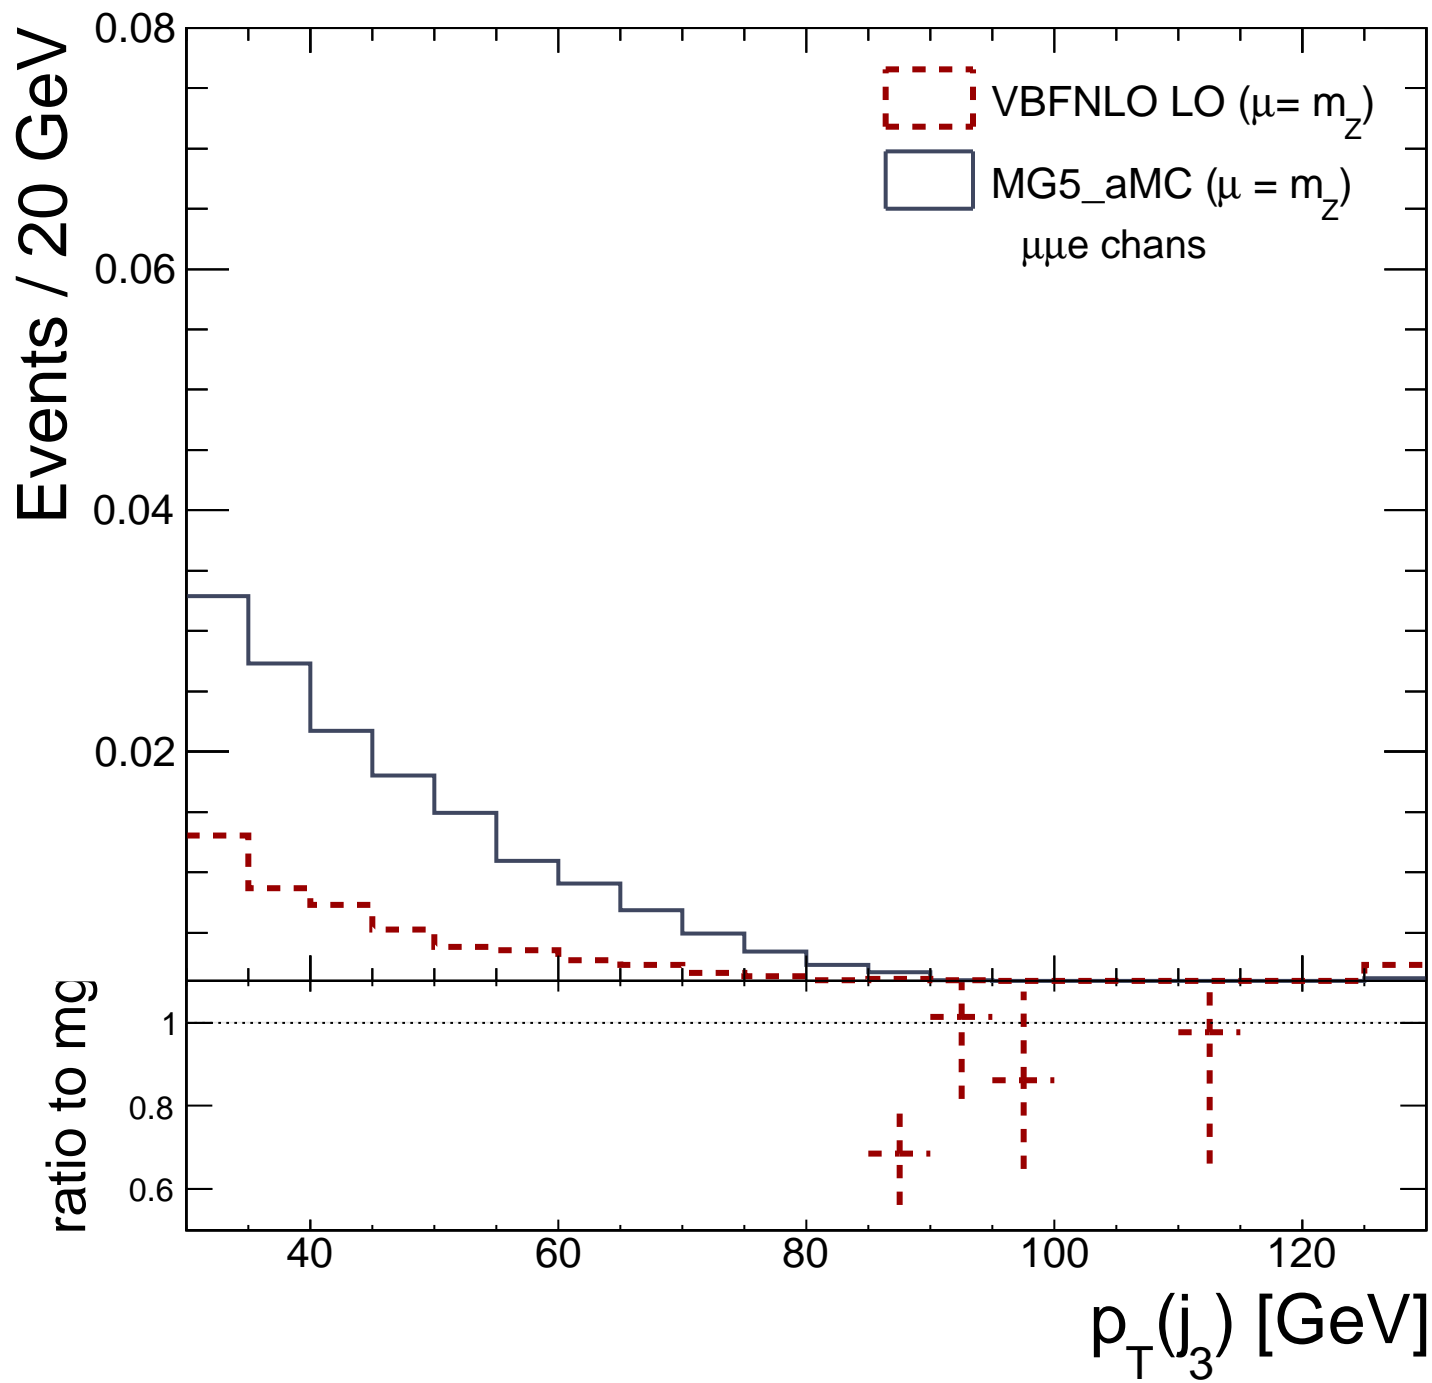 Events / 20 GeV
0.08
0.06
0.04
0.02
VBFNLO LO (μ= m_Z)
MG5_aMC (μ = m_Z)
μμe chans
ratio to mg
1
0.8
0.6
40 60 80 100 120
p_T(j_3) [GeV]